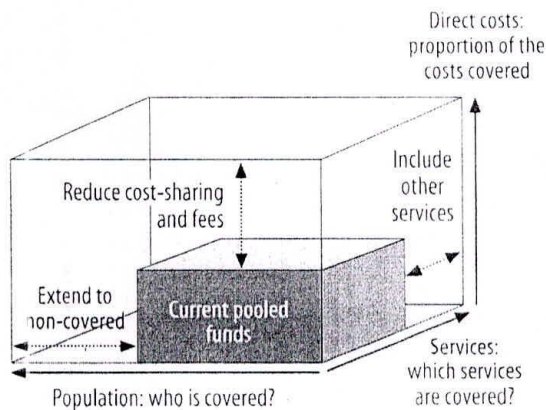 Direct costs:
proportion of the
costs covered
Include
other
services
Reduce cost-sharing
and fees
Extend to
non-covered
Current pooled
funds
Services:
which services
are covered?
Population: who is covered?